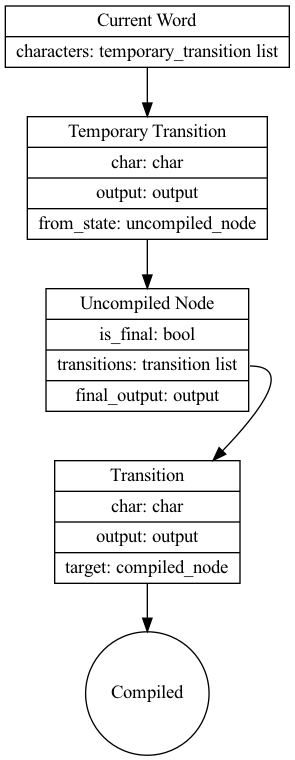 Current Word
characters: temporary_transition list
Temporary Transition
char: char
output: output
from_state: uncompiled_node
Uncompiled Node
is_final: bool
transitions: transition list
final_output: output
Transition
char: char
output: output
target: compiled_node
Compiled